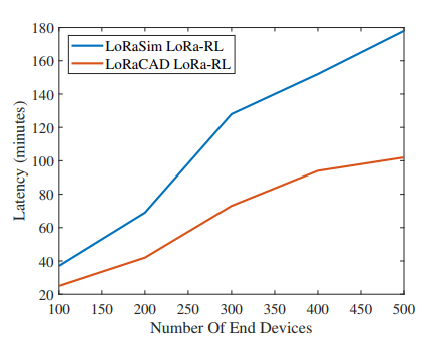 180
160
140
120
100
80
60
40
20
Latency (minutes)
LoRaSim LoRa-RL
LoRaCAD LoRa-RL
100 150 200 250 300 350 400 450 500
Number Of End Devices